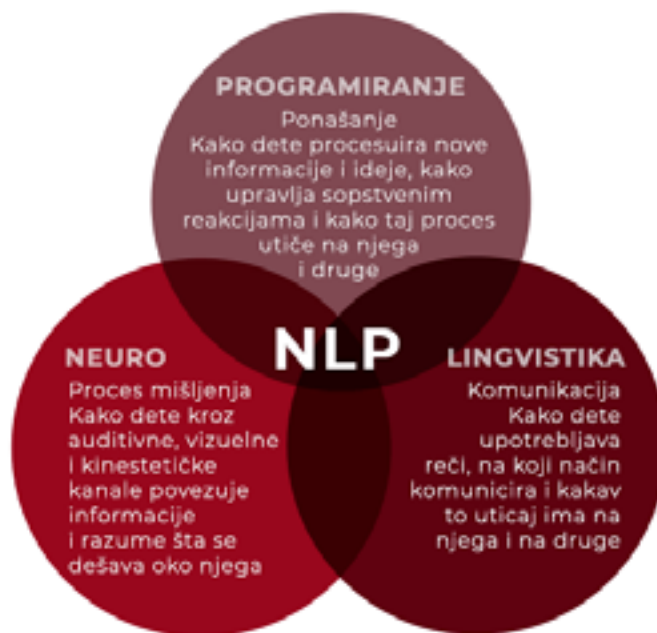 PROGRAMIRANJE
Ponašanje
Kako dete procesuira nove
informacije i ideje, kako
upravlja sopstvenim
reakcijama i kako taj proces
utiče na njega
i druge
NLP
NEURO
Proces mišljenja
Kako dete kroz
auditivne, vizuelne
i kinestetičke
kanale povezuje
informacije
i razume šta se
dešava oko njega
LINGVISTIKA
Komunikacija
Kako dete
upotrebljava
reči, na koji način
komunicira i kakav
to uticaj ima na
njega i na druge